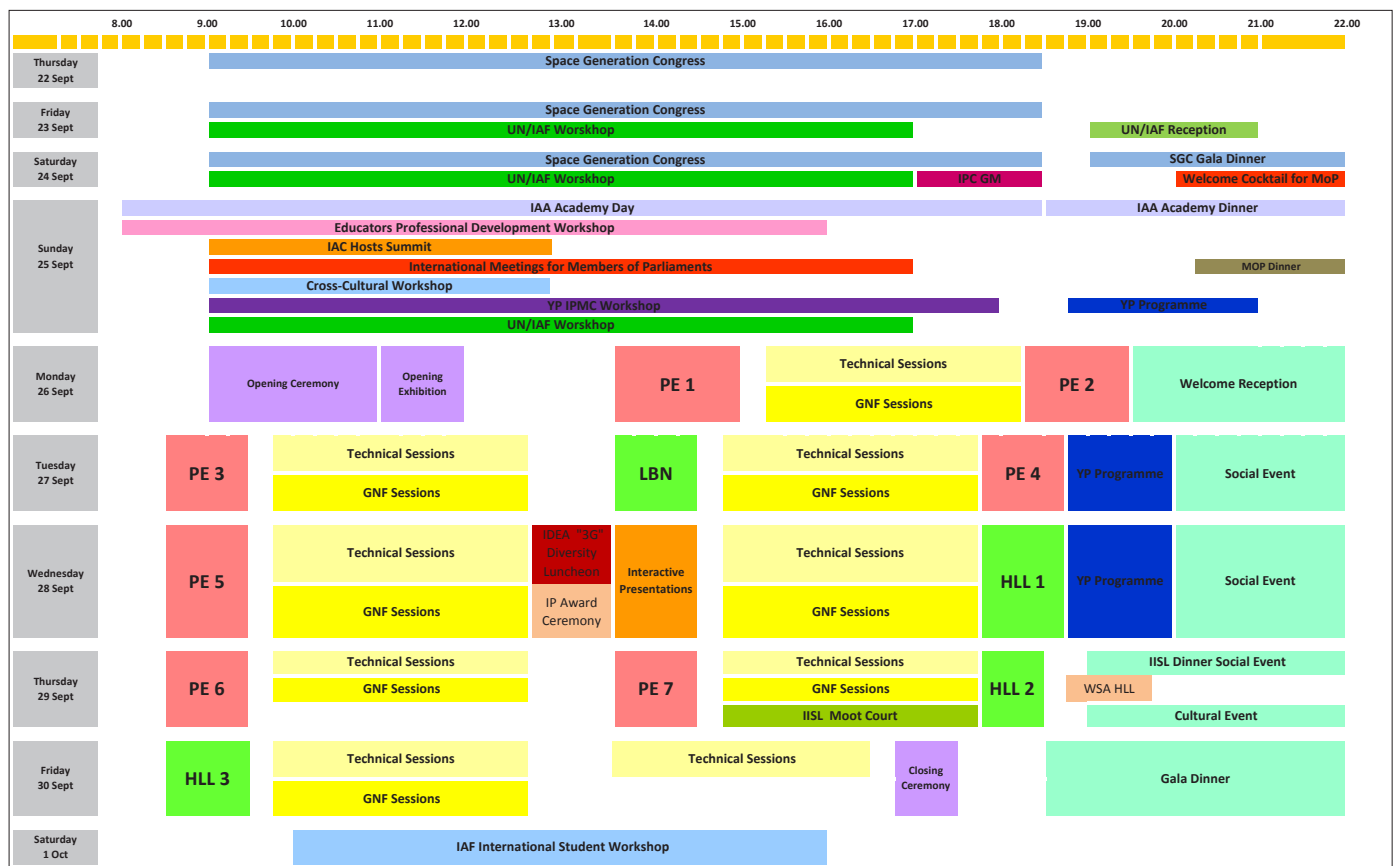 8.00 9.00 10.00 11.00 12.00 13.00 14.00 15.00 16.00 17.00 18.00 19.00 20.00 21.00 22.00
Thursday
22 Sept
Space Generation Congress
Friday
23 Sept
Space Generation Congress
UN/IAF Worskhop
UN/IAF Reception
Saturday
24 Sept
Space Generation Congress
SGC Gala Dinner
UN/IAF Worskhop
IPC GM
Welcome Cocktail for MoP
Sunday
25 Sept
IAA Academy Day
IAA Academy Dinner
Educators Professional Development Workshop
IAC Hosts Summit
International Meetings for Members of Parliaments
MOP Dinner
Cross-Cultural Workshop
YP IPMC Workshop
YP Programme
UN/IAF Worskhop
Monday
26 Sept
Opening Ceremony
Opening
Exhibition
PE 1
Technical Sessions
GNF Sessions
PE 2
Welcome Reception
Tuesday
27 Sept
PE 3
Technical Sessions
GNF Sessions
LBN
Technical Sessions
GNF Sessions
PE 4
YP Programme
Social Event
Wednesday
28 Sept
PE 5
Technical Sessions
GNF Sessions
IDEA "3G"
Diversity
Luncheon
IP Award
Ceremony
Interactive
Presentations
Technical Sessions
GNF Sessions
HLL 1
YP Programme
Social Event
Thursday
29 Sept
PE 6
Technical Sessions
GNF Sessions
PE 7
Technical Sessions
GNF Sessions
IISL Moot Court
HLL 2
IISL Dinner Social Event
WSA HLL
Cultural Event
Friday
30 Sept
HLL 3
Technical Sessions
GNF Sessions
Technical Sessions
Closing
Ceremony
Gala Dinner
Saturday
1 Oct
IAF International Student Workshop